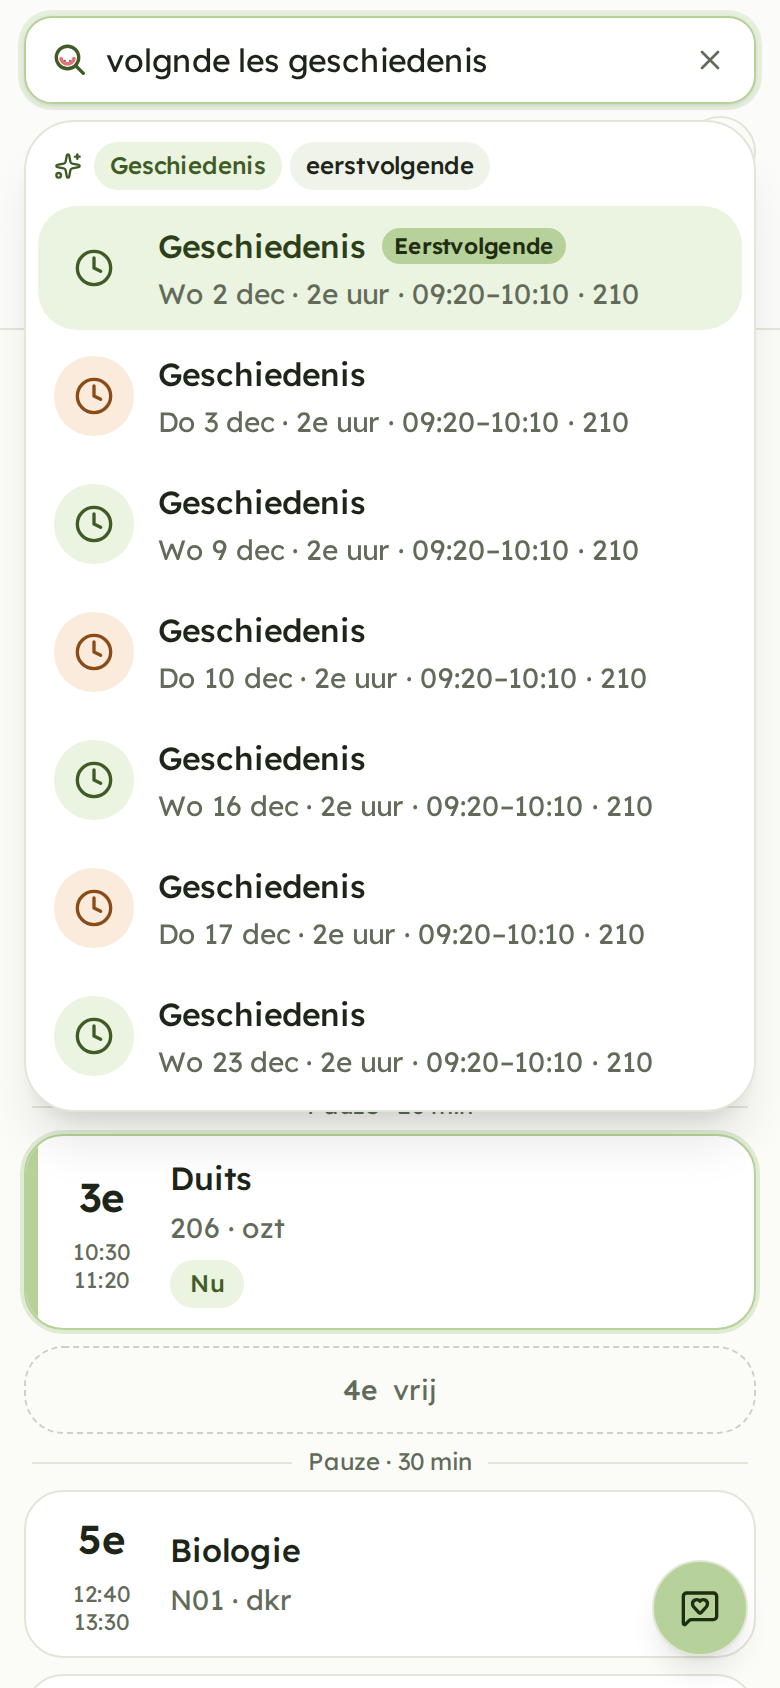 volgnde les geschiedenis
Geschiedenis eerstvolgende
Geschiedenis Eerstvolgende
Wo 2 dec · 2e uur · 09:20–10:10 · 210
Geschiedenis
Do 3 dec · 2e uur · 09:20–10:10 · 210
Geschiedenis
Wo 9 dec · 2e uur · 09:20–10:10 · 210
Geschiedenis
Do 10 dec · 2e uur · 09:20–10:10 · 210
Geschiedenis
Wo 16 dec · 2e uur · 09:20–10:10 · 210
Geschiedenis
Do 17 dec · 2e uur · 09:20–10:10 · 210
Geschiedenis
Wo 23 dec · 2e uur · 09:20–10:10 · 210
3e
10:30
11:20
Duits
206 · ozt
Nu
4e vrij
Pauze · 30 min
5e
12:40
13:30
Biologie
N01 · dkr